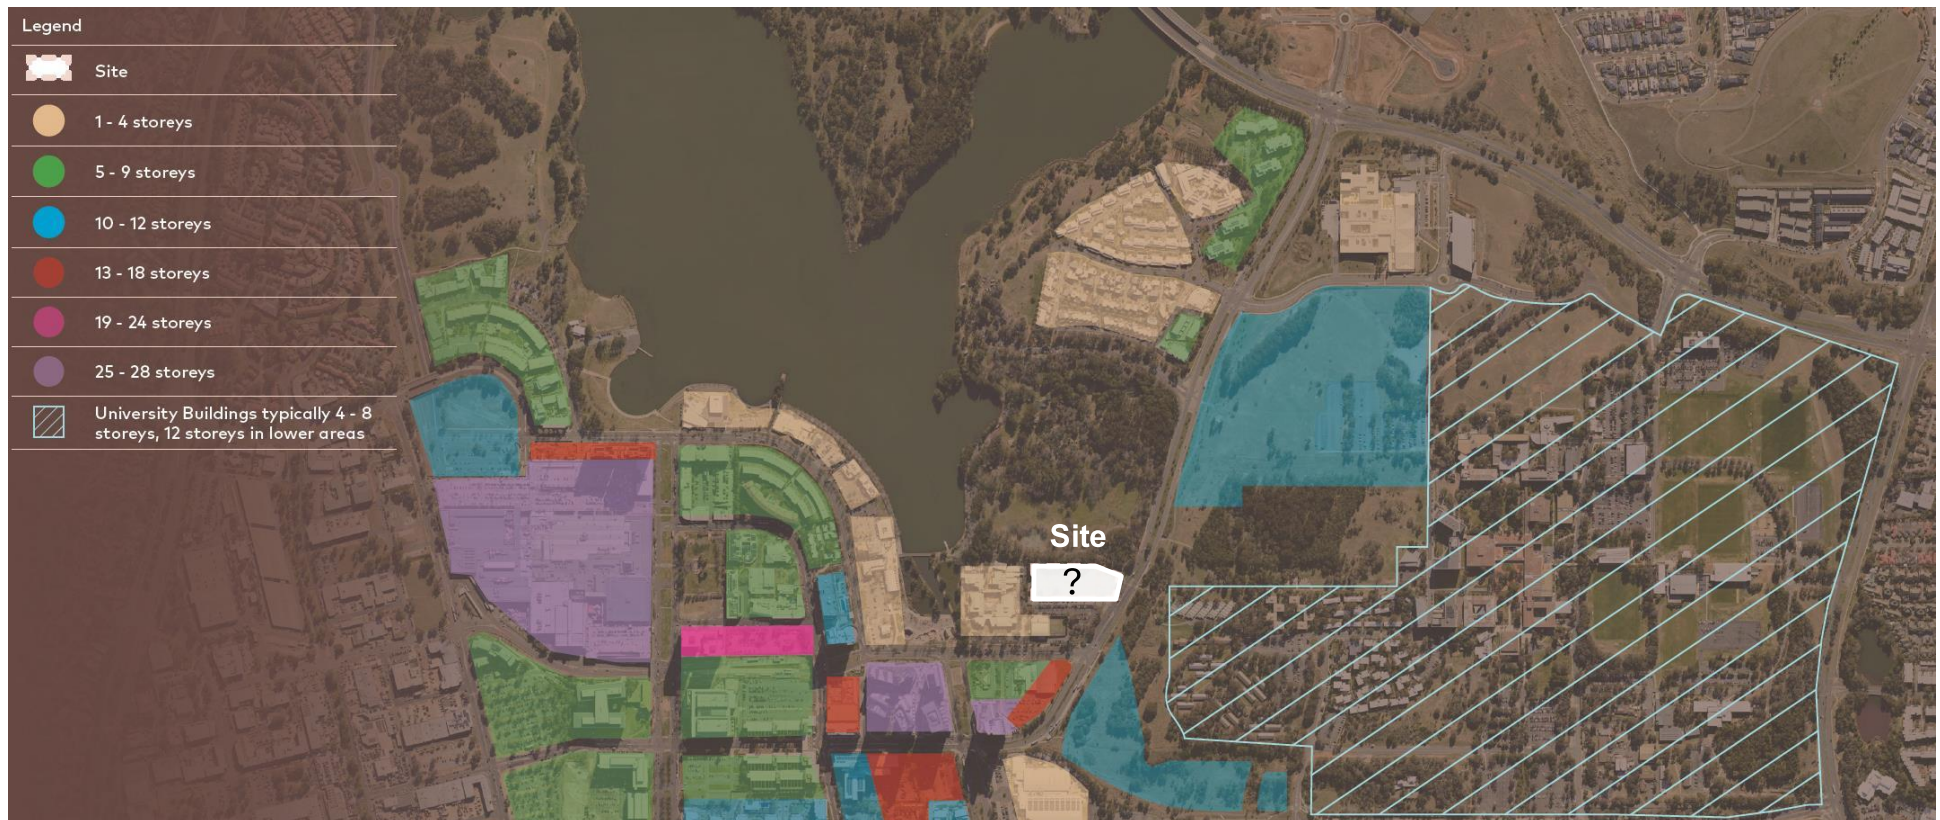 Legend
Site
1 - 4 storeys
5 - 9 storeys
10 - 12 storeys
13 - 18 storeys
19 - 24 storeys
25 - 28 storeys
University Buildings typically 4 - 8
storeys, 12 storeys in lower areas
Site
?